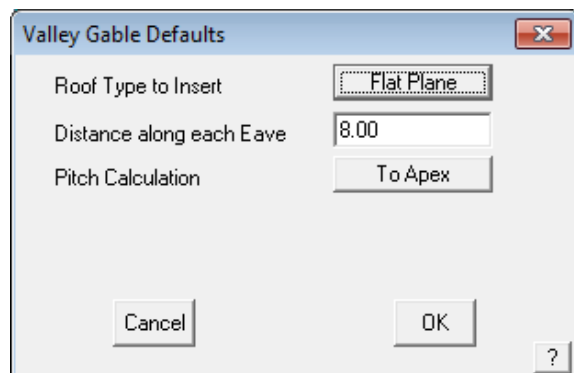 Valley Gable Defaults
Roof Type to Insert Flat Plane
Distance along each Eave 8.00
Pitch Calculation To Apex
Cancel OK
?